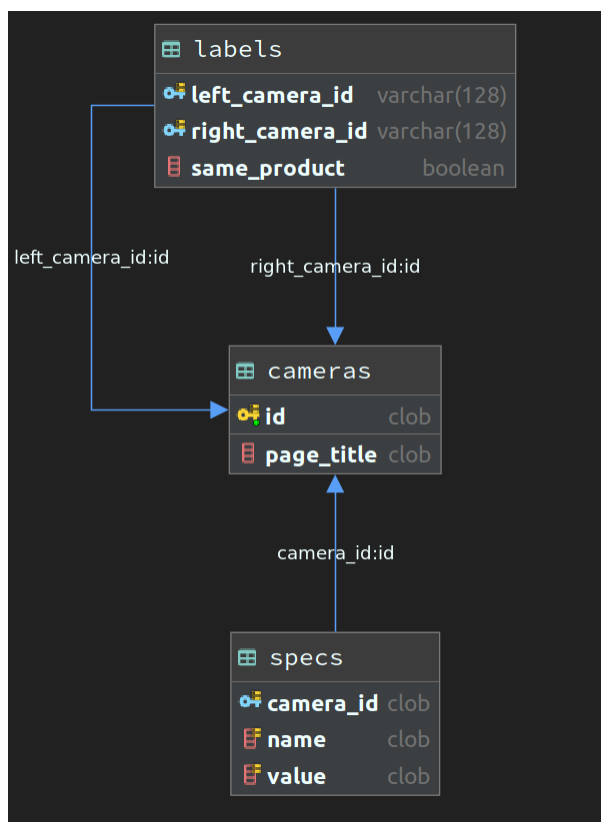 labels
left_camera_id varchar(128)
right_camera_id varchar(128)
same_product boolean
left_camera_id:id
right_camera_id:id
cameras
id clob
page_title clob
camera_id:id
specs
camera_id clob
name clob
value clob